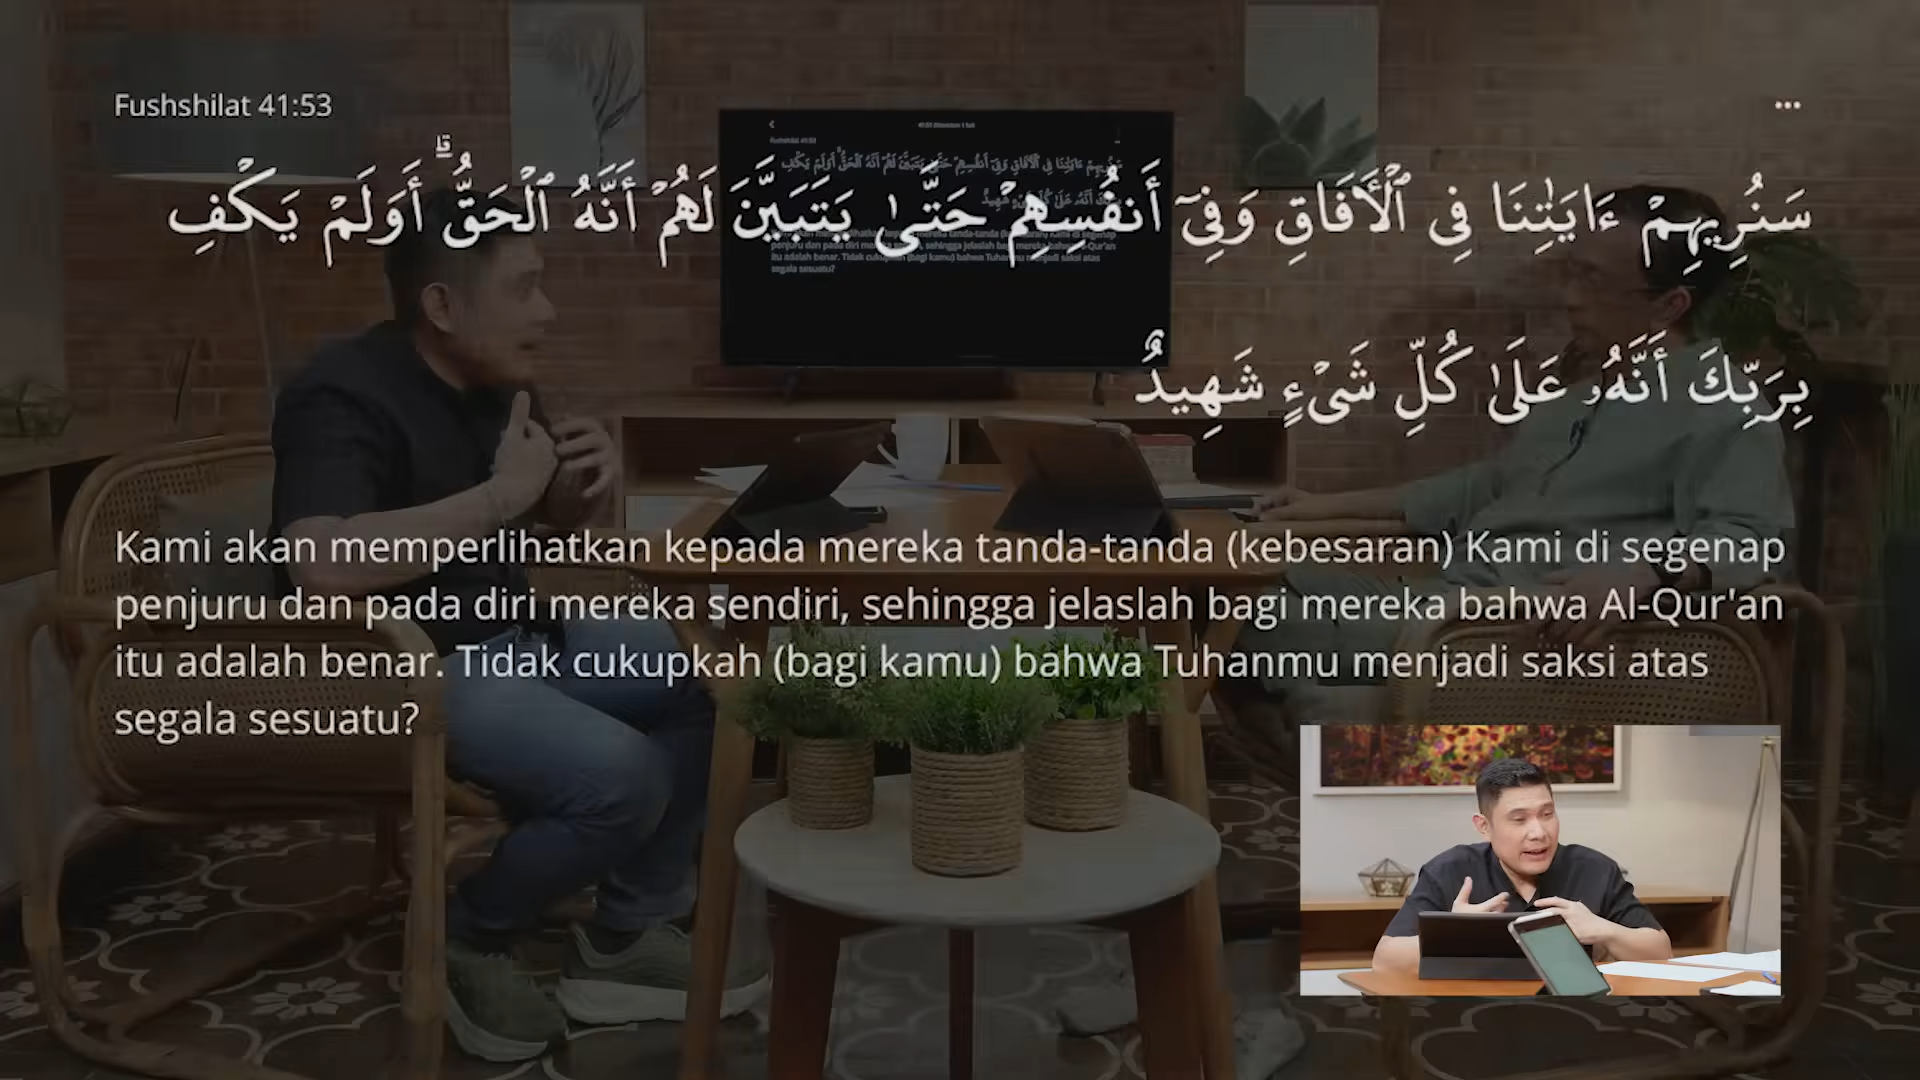 Fushshilat 41:53
...
سَنُرِيهِمْ ءَايَـٰتِنَا فِى ٱلْـَٔافَاقِ وَفِىٓ أَنفُسِهِمْ حَتَّىٰ يَتَبَيَّنَ لَهُمْ أَنَّهُ ٱلْحَقُّ ۗ أَوَلَمْ يَكْفِ
بِرَبِّكَ أَنَّهُۥ عَلَىٰ كُلِّ شَىْءٍ شَهِيدٌ
Kami akan memperlihatkan kepada mereka tanda-tanda (kebesaran) Kami di segenap
penjuru dan pada diri mereka sendiri, sehingga jelaslah bagi mereka bahwa Al-Qur'an
itu adalah benar. Tidak cukupkah (bagi kamu) bahwa Tuhanmu menjadi saksi atas
segala sesuatu?